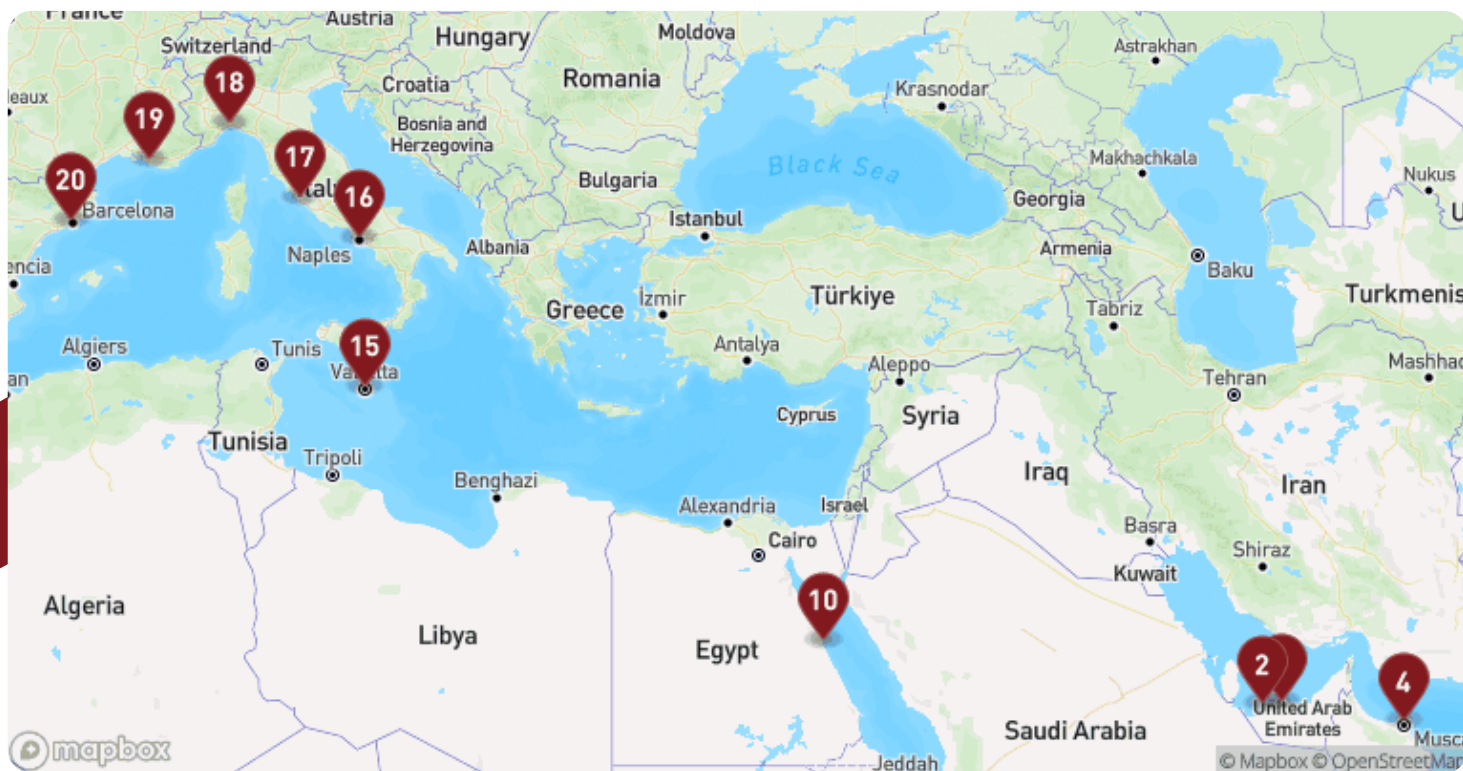 France
Austria
Switzerland
Hungary
Moldova
Astrakhan
18
Croatia
Romania
Krasnodar
19
Bosnia and
Herzegovina
Black Sea
Makhachkala
17
Nukus
20
16
Bulgaria
Georgia
Barcelona
Istanbul
Naples
Albania
Armenia
Baku
Greece
İzmir
Türkiye
Turkmenis
Tabriz
15
Algiers
Tunis
Antalya
Aleppo
Mashhad
Tehran
Cyprus
Syria
Tunisia
Tripoli
Iraq
Benghazi
Iran
Alexandria
Israel
Basra
Cairo
Shiraz
Kuwait
Algeria
10
Libya
Egypt
2
4
United Arab
Emirates
Saudi Arabia
Musca
mapbox
Jeddah
© Mapbox © OpenStreetMap